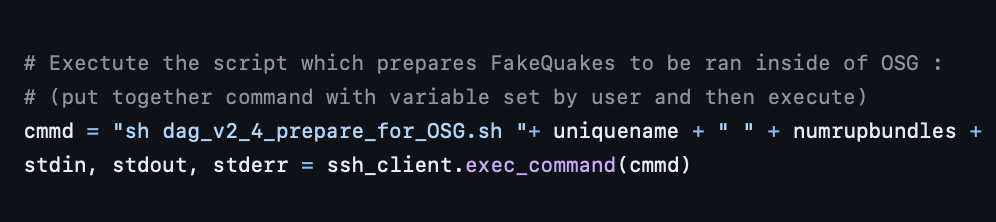 # Exectute the script which prepares FakeQuakes to be ran inside of OSG :
# (put together command with variable set by user and then execute)
cmmd = "sh dag_v2_4_prepare_for_OSG.sh "+ uniquename + " " + numrupbundles +
stdin, stdout, stderr = ssh_client.exec_command(cmmd)